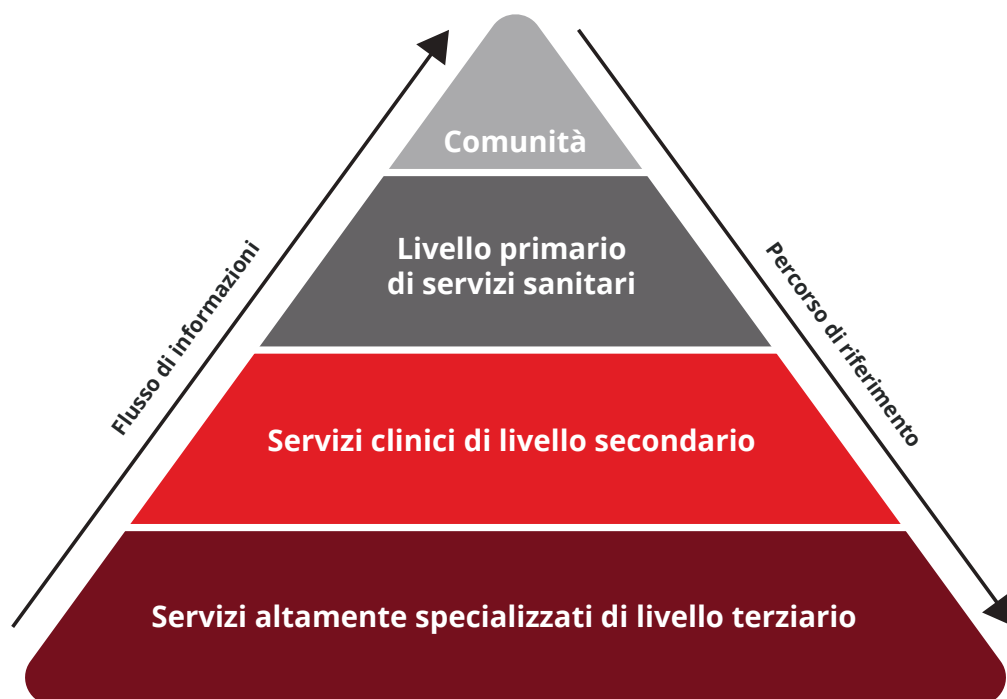 Comunità
Livello primario
di servizi sanitari
Flusso di informazioni
Percorso di riferimento
Servizi clinici di livello secondario
Servizi altamente specializzati di livello terziario